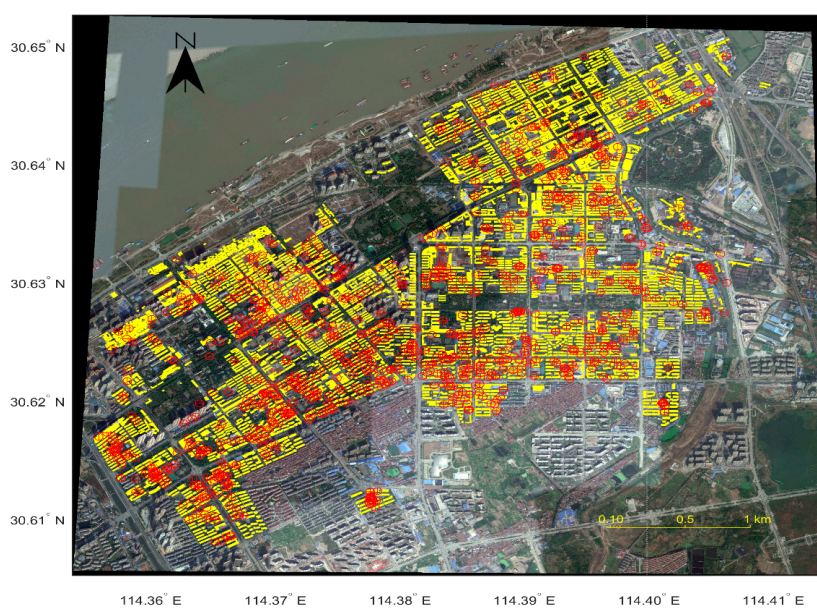 N
30.65° N
30.64° N
30.63° N
30.62° N
30.61° N
0.10 0.5 1 km
114.36° E 114.37° E 114.38° E 114.39° E 114.40° E 114.41° E